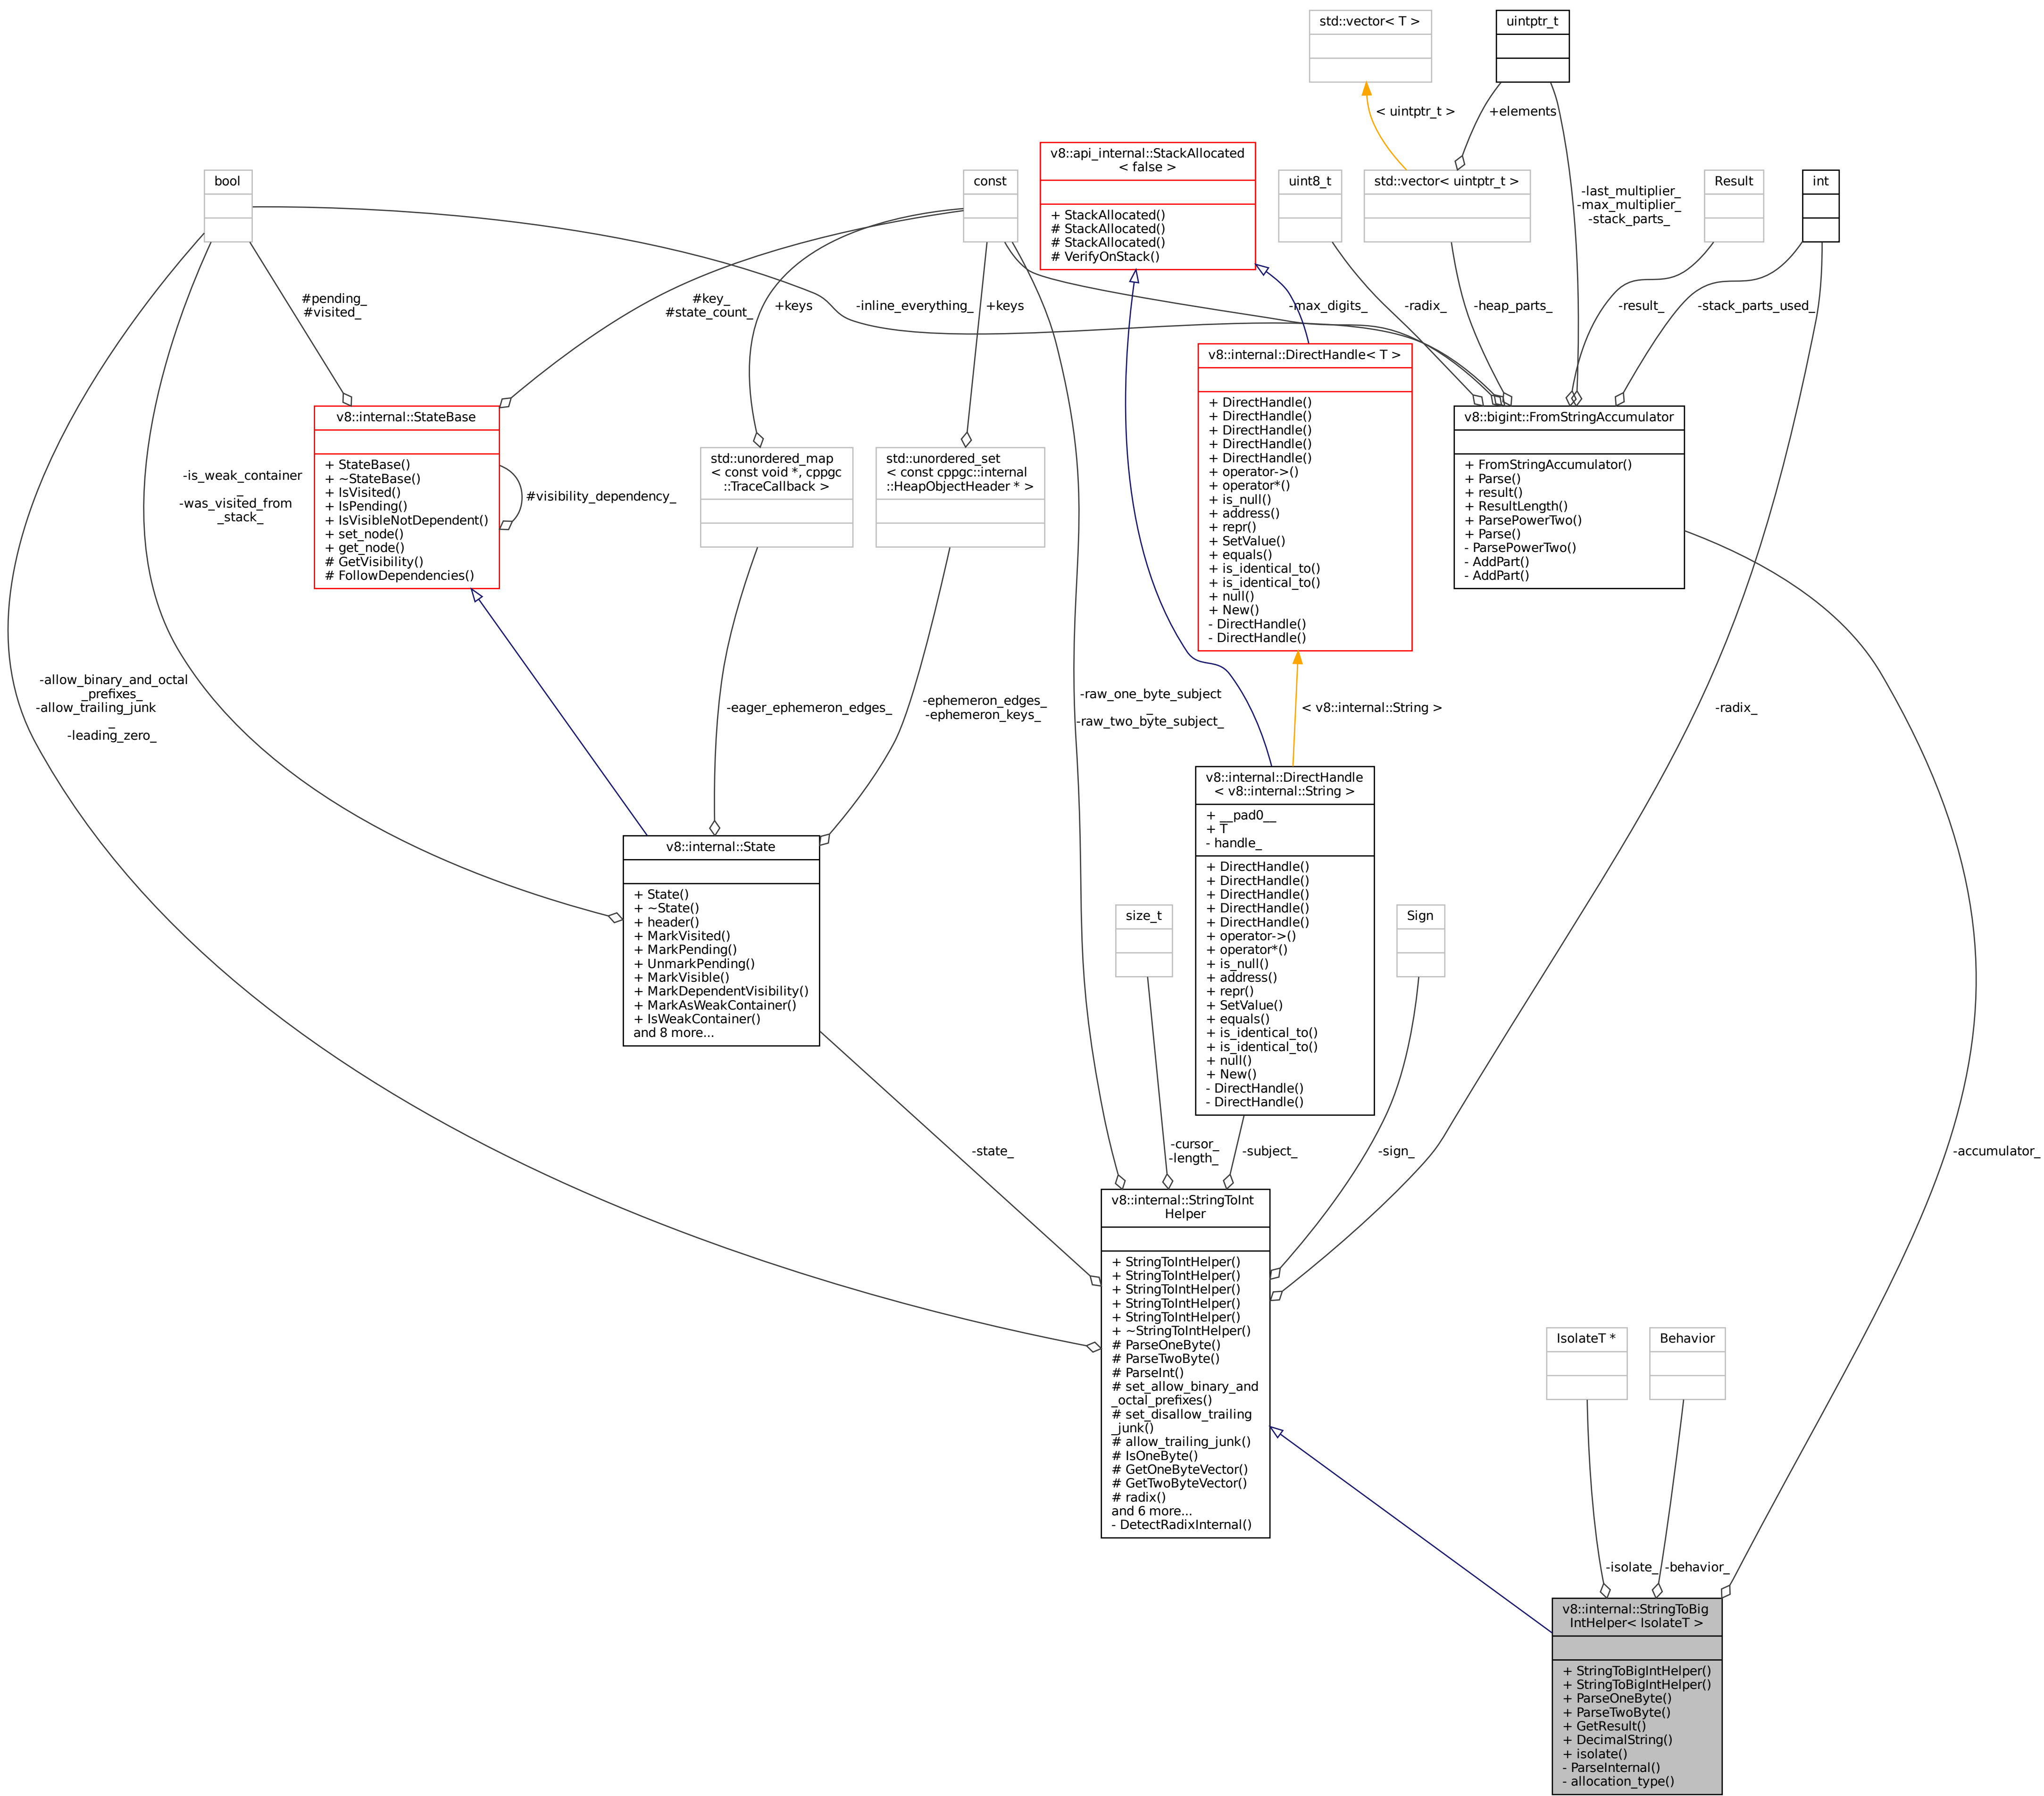 std::vector< T >
uintptr_t
< uintptr_t >
+elements
v8::api_internal::StackAllocated
< false >
+ StackAllocated()
# StackAllocated()
# StackAllocated()
# VerifyOnStack()
bool
const
uint8_t
std::vector< uintptr_t >
-last_multiplier_
-max_multiplier_
-stack_parts_
Result
int
#pending_
#visited_
#key_
#state_count_
+keys
-inline_everything_
+keys
-max_digits_
-radix_
-heap_parts_
-result_
-stack_parts_used_
v8::internal::DirectHandle< T >
+ DirectHandle()
+ DirectHandle()
+ DirectHandle()
+ DirectHandle()
+ DirectHandle()
+ operator->()
+ operator*()
+ is_null()
+ address()
+ repr()
+ SetValue()
+ equals()
+ is_identical_to()
+ is_identical_to()
+ null()
+ New()
- DirectHandle()
- DirectHandle()
v8::internal::StateBase
+ StateBase()
+ ~StateBase()
+ IsVisited()
+ IsPending()
+ IsVisibleNotDependent()
+ set_node()
+ get_node()
# GetVisibility()
# FollowDependencies()
#visibility_dependency_
std::unordered_map
< const void *, cppgc
::TraceCallback >
std::unordered_set
< const cppgc::internal
::HeapObjectHeader * >
v8::bigint::FromStringAccumulator
+ FromStringAccumulator()
+ Parse()
+ result()
+ ResultLength()
+ ParsePowerTwo()
+ Parse()
- ParsePowerTwo()
- AddPart()
- AddPart()
-is_weak_container
_
-was_visited_from
_stack_
-allow_binary_and_octal
_prefixes_
-allow_trailing_junk
_
-leading_zero_
-eager_ephemeron_edges_
-ephemeron_edges_
-ephemeron_keys_
-raw_one_byte_subject
_
-raw_two_byte_subject_
< v8::internal::String >
-radix_
v8::internal::DirectHandle
< v8::internal::String >
+ __pad0__
+ T
- handle_
+ DirectHandle()
+ DirectHandle()
+ DirectHandle()
+ DirectHandle()
+ DirectHandle()
+ operator->()
+ operator*()
+ is_null()
+ address()
+ repr()
+ SetValue()
+ equals()
+ is_identical_to()
+ is_identical_to()
+ null()
+ New()
- DirectHandle()
- DirectHandle()
v8::internal::State
+ State()
+ ~State()
+ header()
+ MarkVisited()
+ MarkPending()
+ UnmarkPending()
+ MarkVisible()
+ MarkDependentVisibility()
+ MarkAsWeakContainer()
+ IsWeakContainer()
and 8 more...
size_t
Sign
-state_
-cursor_
-length_
-subject_
-sign_
-accumulator_
v8::internal::StringToInt
Helper
+ StringToIntHelper()
+ StringToIntHelper()
+ StringToIntHelper()
+ StringToIntHelper()
+ StringToIntHelper()
+ ~StringToIntHelper()
# ParseOneByte()
# ParseTwoByte()
# ParseInt()
# set_allow_binary_and
_octal_prefixes()
# set_disallow_trailing
_junk()
# allow_trailing_junk()
# IsOneByte()
# GetOneByteVector()
# GetTwoByteVector()
# radix()
and 6 more...
- DetectRadixInternal()
IsolateT *
Behavior
-isolate_
-behavior_
v8::internal::StringToBig
IntHelper< IsolateT >
+ StringToBigIntHelper()
+ StringToBigIntHelper()
+ ParseOneByte()
+ ParseTwoByte()
+ GetResult()
+ DecimalString()
+ isolate()
- ParseInternal()
- allocation_type()